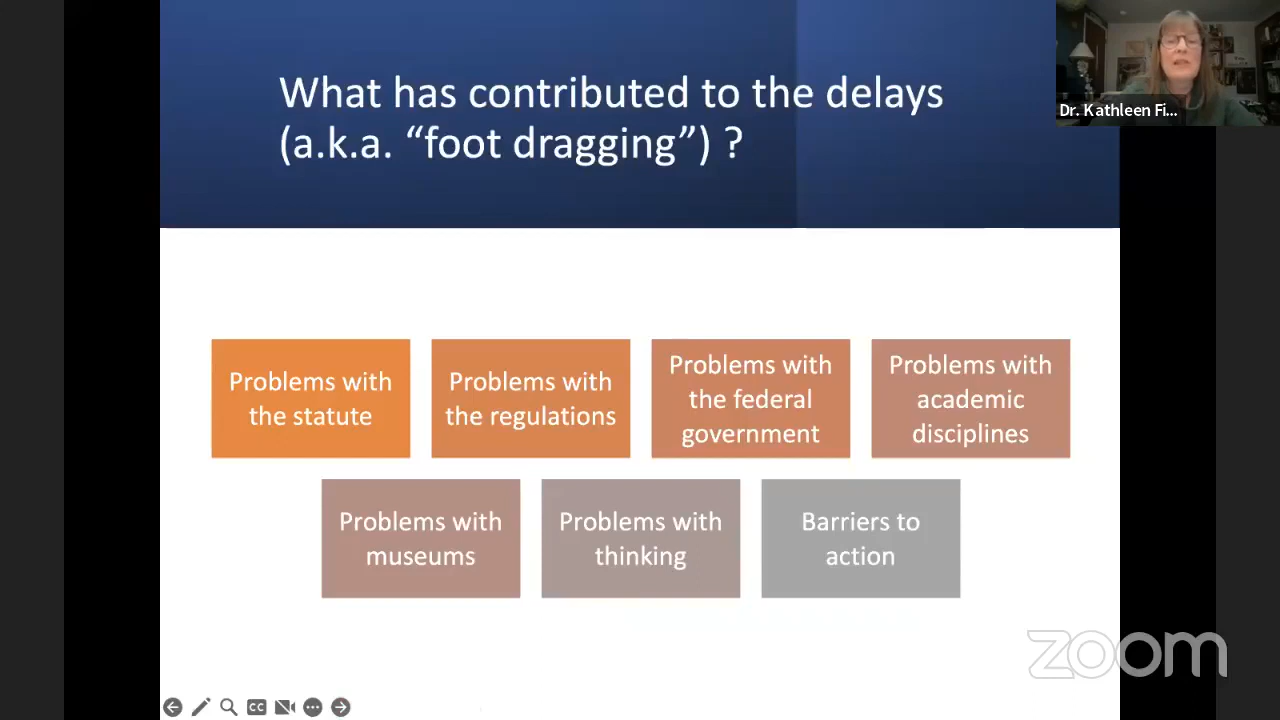 What has contributed to the delays
(a.k.a. “foot dragging”) ?
Dr. Kathleen Fi...
Problems with
the statute
Problems with
the regulations
Problems with
the federal
government
Problems with
academic
disciplines
Problems with
museums
Problems with
thinking
Barriers to
action
zoom
CC